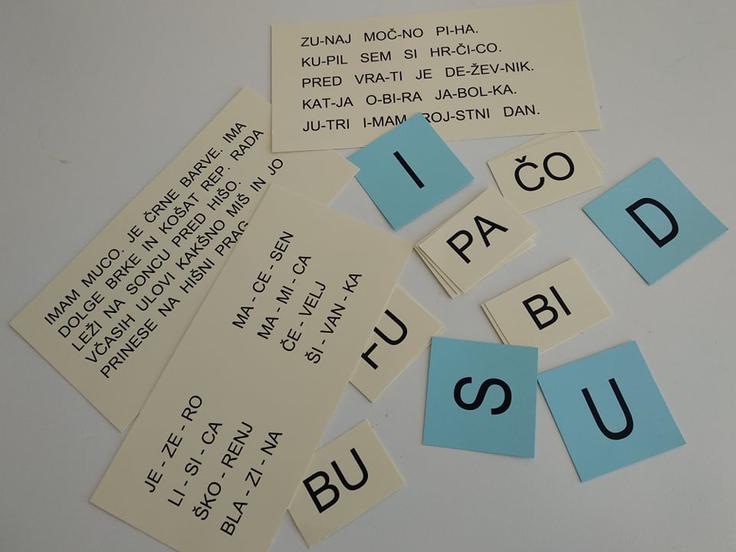 ZU-NAJ MOČ-NO PI-HA.
KU-PIL SEM SI HR-ČI-CO.
PRED VRA-TI JE DE-ŽEV-NIK.
KAT-JA O-BI-RA JA-BOL-KA.
JU-TRI I-MAM ROJ-STNI DAN.
IMAM MUCO. JE ČRNE BARVE. IMA
DOLGE BRKE IN KOŠAT REP. RADA
LEŽI NA SONCU PRED HIŠO.
VČASIH ULOVI KAKŠNO MIŠ IN JO
PRINESE NA HIŠNI PRAG
MA - CE - SEN
MA - MI - CA
ČE - VELJ
ŠI - VAN - KA
JE - ZE - RO
LI - SI - CA
ŠKO - RENJ
BLA - ZI - NA
I
ČO
D
PA
BI
FU
S
U
BU